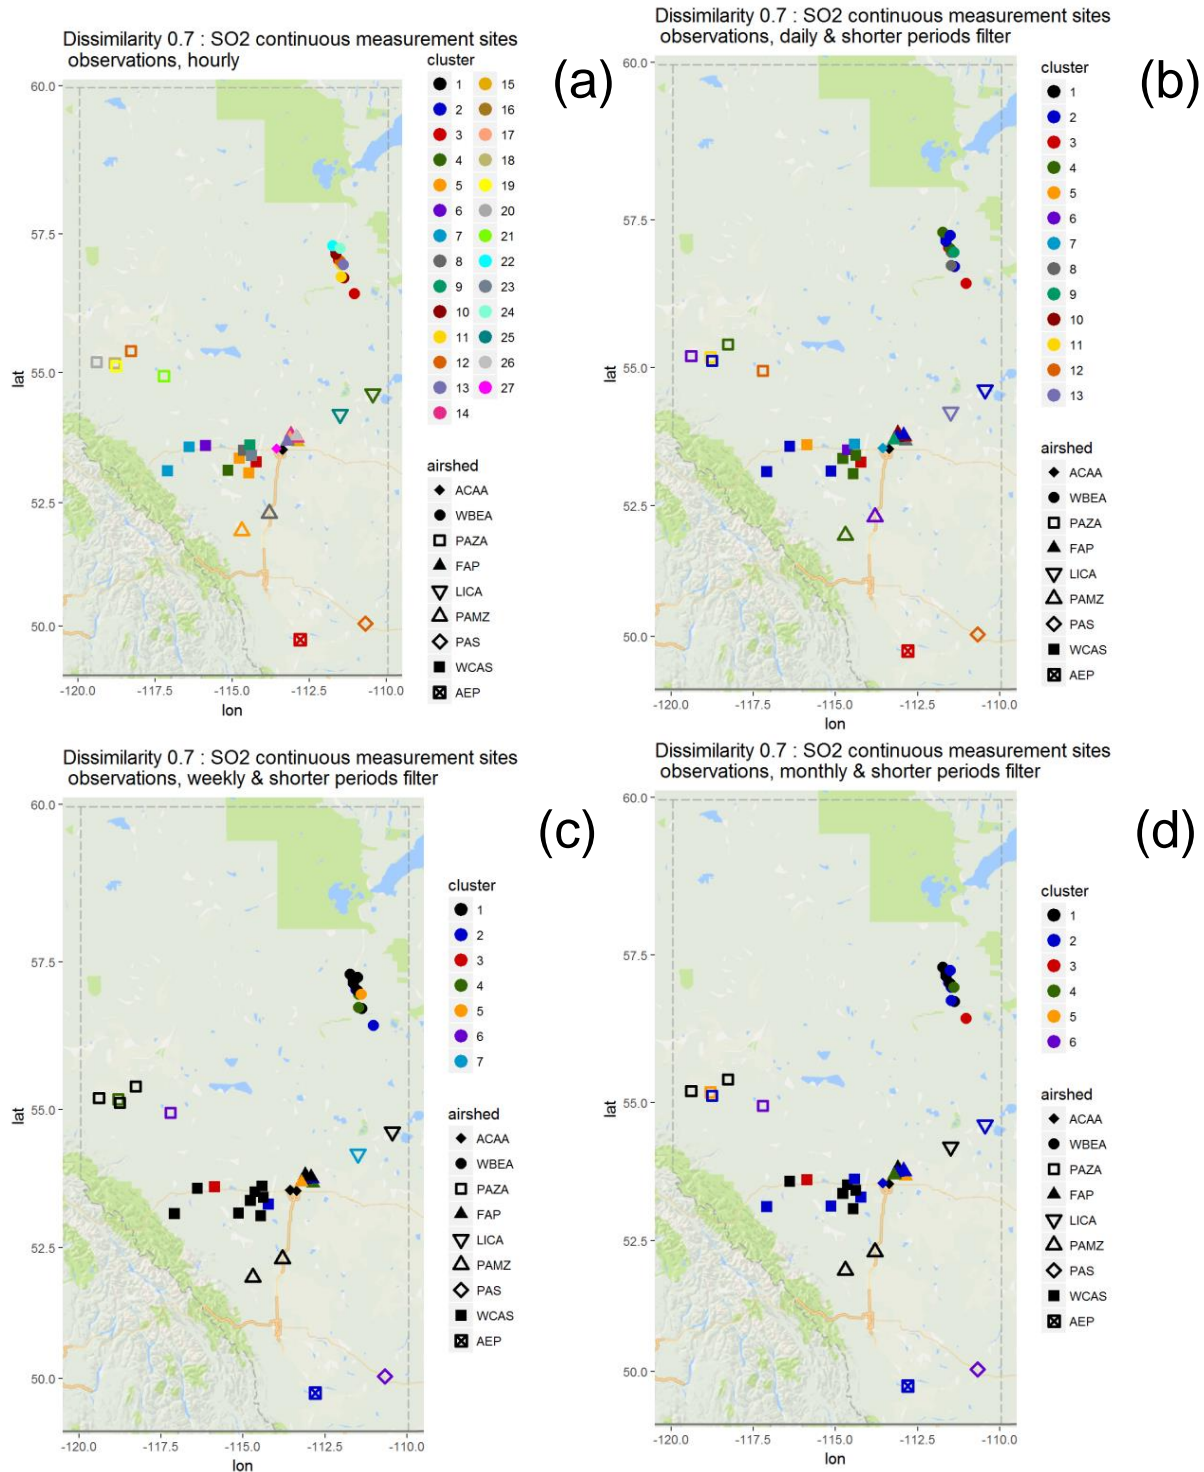 Dissimilarity 0.7 : SO2 continuous measurement sites
observations, hourly
(a)
cluster
1 15
2 16
3 17
4 18
5 19
6 20
7 21
8 22
9 23
10 24
11 25
12 26
13 27
14
airshed
ACAA
WBEA
PAZA
FAP
LICA
PAMZ
PAS
WCAS
AEP
60.0
57.5
55.0
52.5
50.0
lat
-120.0 -117.5 -115.0 -112.5 -110.0
lon
Dissimilarity 0.7 : SO2 continuous measurement sites
observations, daily & shorter periods filter
(b)
cluster
1
2
3
4
5
6
7
8
9
10
11
12
13
airshed
ACAA
WBEA
PAZA
FAP
LICA
PAMZ
PAS
WCAS
AEP
60.0
57.5
55.0
52.5
50.0
lat
-120.0 -117.5 -115.0 -112.5 -110.0
lon
Dissimilarity 0.7 : SO2 continuous measurement sites
observations, weekly & shorter periods filter
(c)
cluster
1
2
3
4
5
6
7
airshed
ACAA
WBEA
PAZA
FAP
LICA
PAMZ
PAS
WCAS
AEP
60.0
57.5
55.0
52.5
50.0
lat
-120.0 -117.5 -115.0 -112.5 -110.0
lon
Dissimilarity 0.7 : SO2 continuous measurement sites
observations, monthly & shorter periods filter
(d)
cluster
1
2
3
4
5
6
airshed
ACAA
WBEA
PAZA
FAP
LICA
PAMZ
PAS
WCAS
AEP
60.0
57.5
55.0
52.5
50.0
lat
-120.0 -117.5 -115.0 -112.5 -110.0
lon